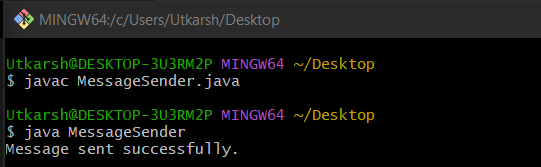 MINGW64:/c/Users/Utkarsh/Desktop
Utkarsh@DESKTOP-3U3RM2P MINGW64 ~/Desktop
$ javac MessageSender.java
Utkarsh@DESKTOP-3U3RM2P MINGW64 ~/Desktop
$ java MessageSender
Message sent successfully.